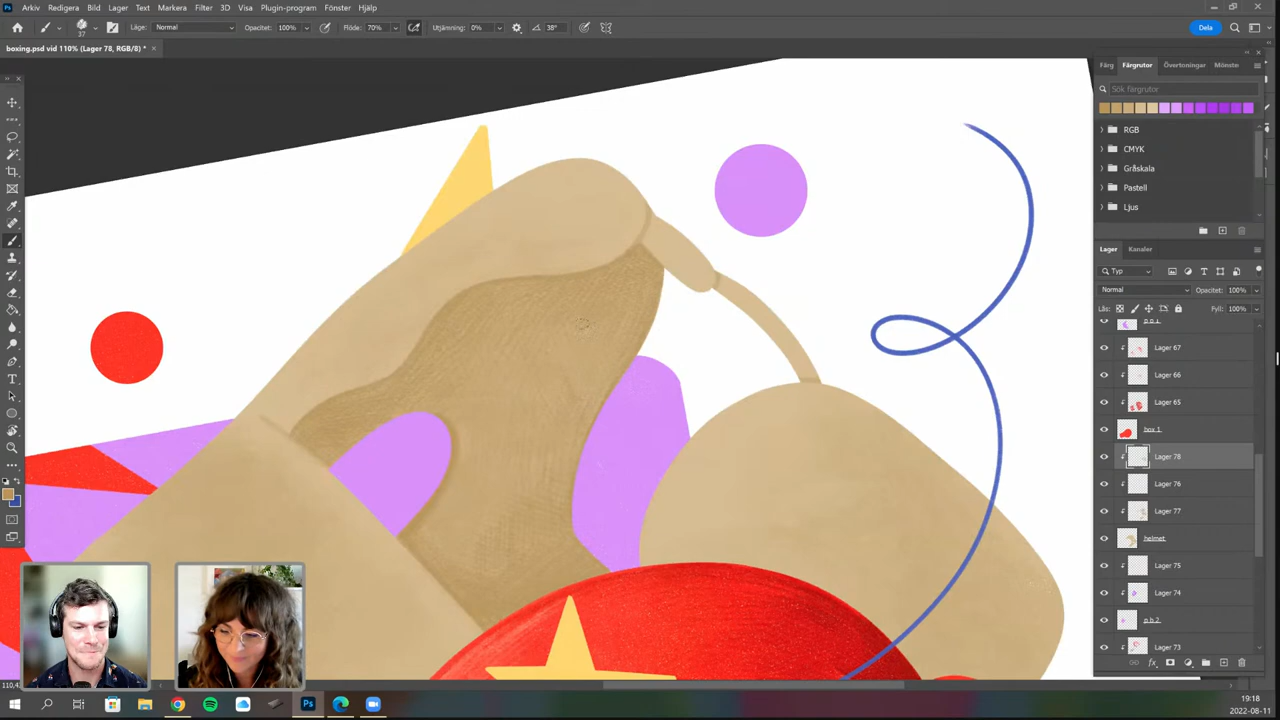 Arkiv Redigera Bild Lager Text Markera Filter 3D Visa Plugin-program Fönster Hjälp
37 Läge: Normal Opacitet: 100% Flöde: 70% Utjämning: 0% 38° Dela
boxing.psd vid 110% (Lager 78, RGB/8) *
Färg Färgrutor Övertoningar Mönste
Sök färgrutor
RGB
CMYK
Gråskala
Pastell
Ljus
Lager Kanaler
Typ
Normal Opacitet: 100%
Lås: Fyll: 100%
Lager 67
Lager 66
Lager 65
box 1
Lager 78
Lager 76
Lager 77
helmet
Lager 75
Lager 74
p b 2
Lager 73
fx
Ps
19:18
2022-08-11